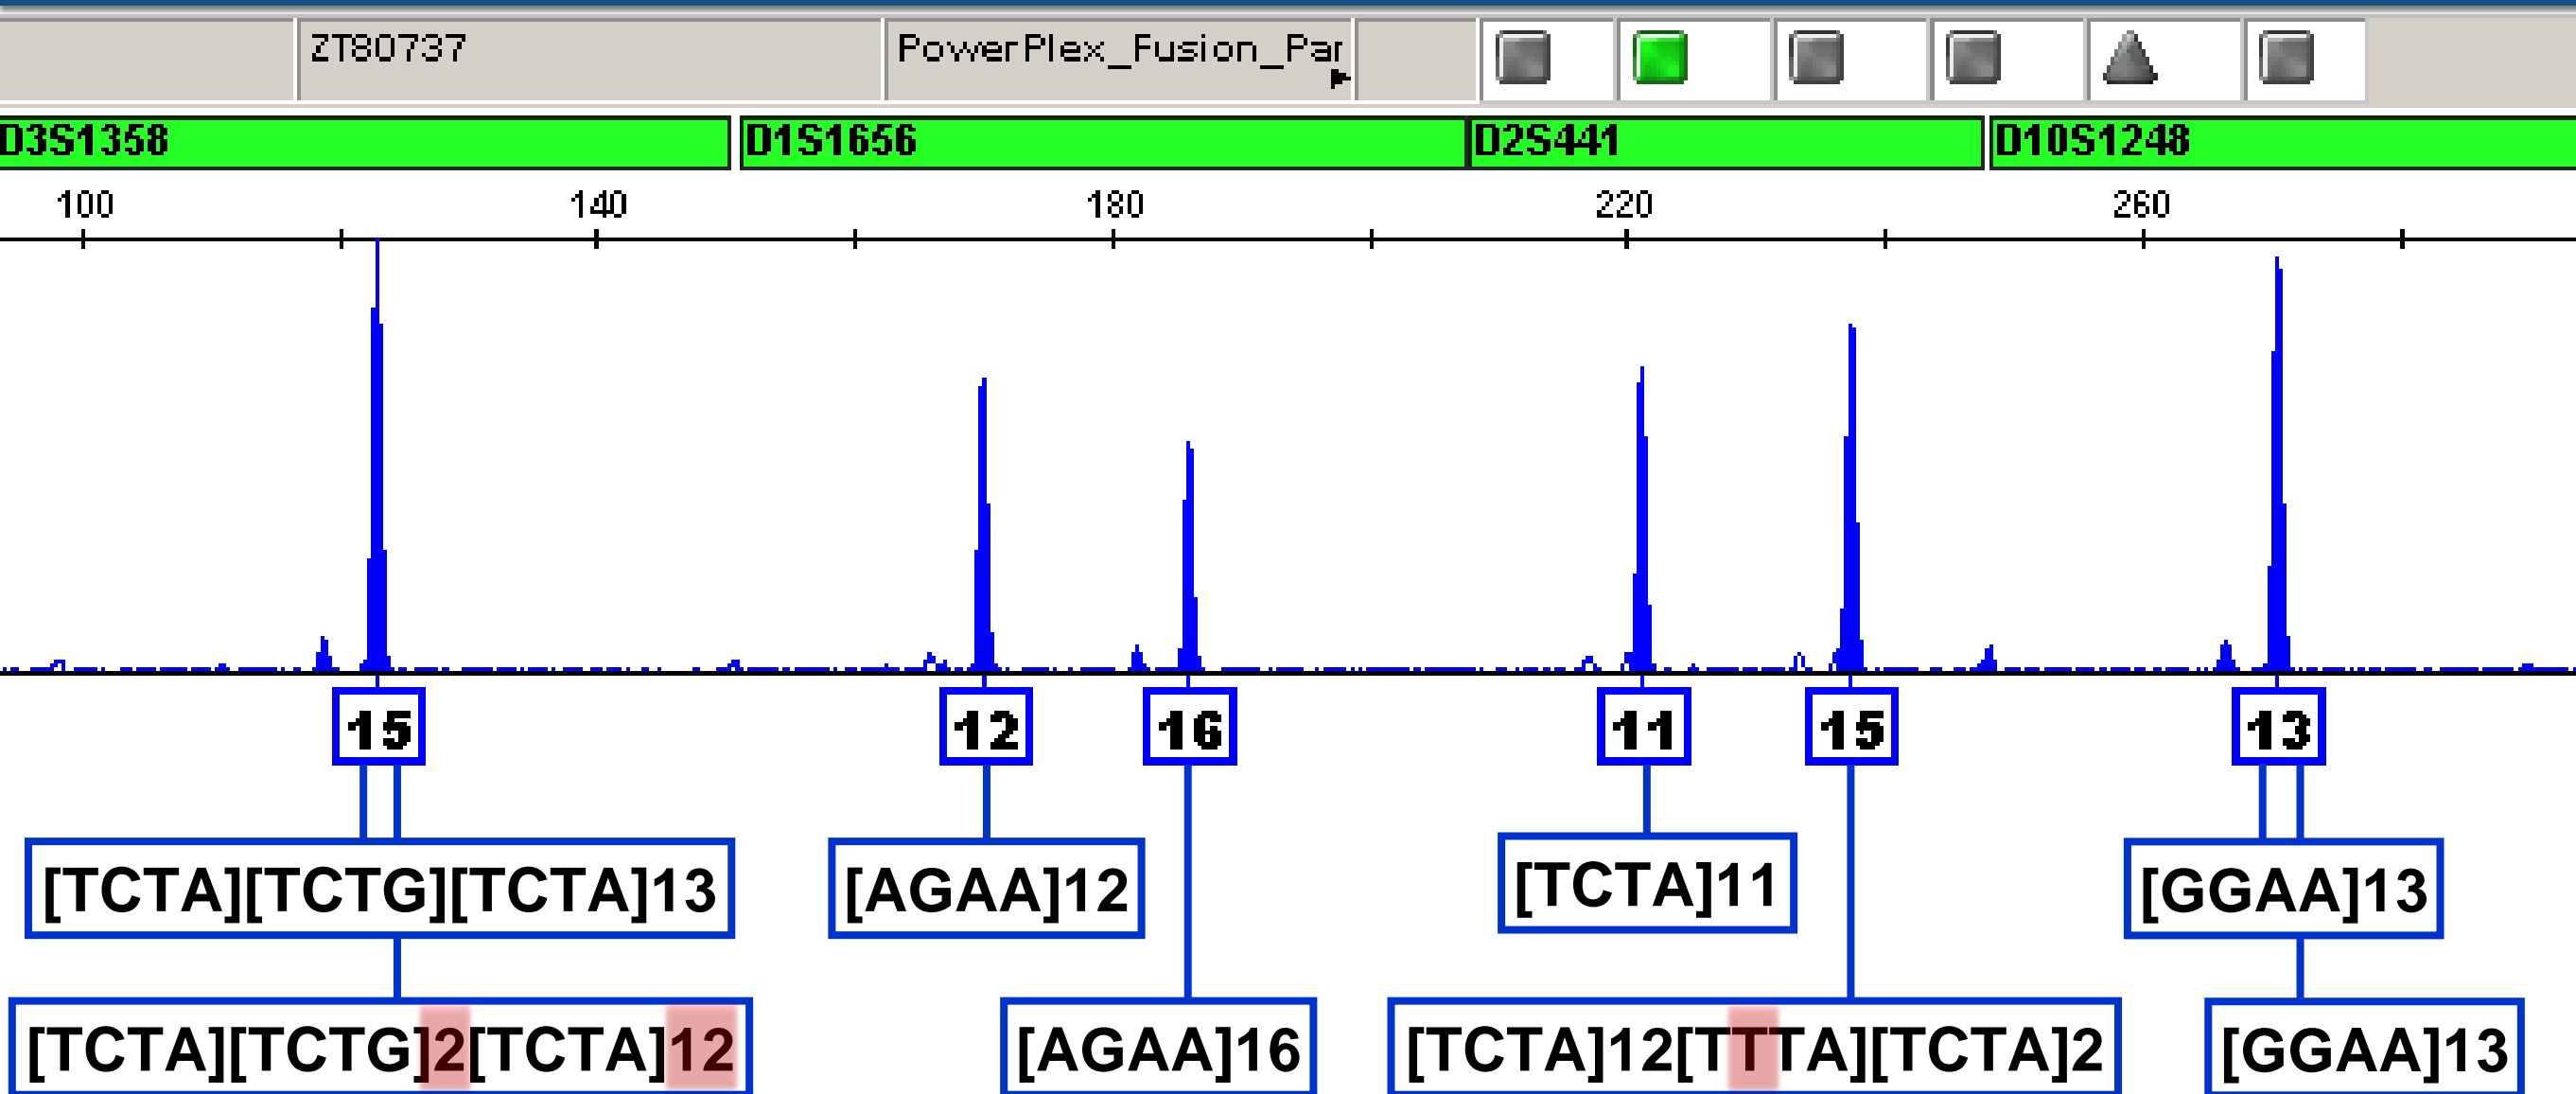 ZT80737 PowerPlex_Fusion_Par
D3S1358 D1S1656 D2S441 D10S1248
100 140 180 220 260
15 12 16 11 15 13
[TCTA][TCTG][TCTA]13 [AGAA]12 [TCTA]11 [GGAA]13
[TCTA][TCTG]2[TCTA]12 [AGAA]16 [TCTA]12[TTTA][TCTA]2 [GGAA]13